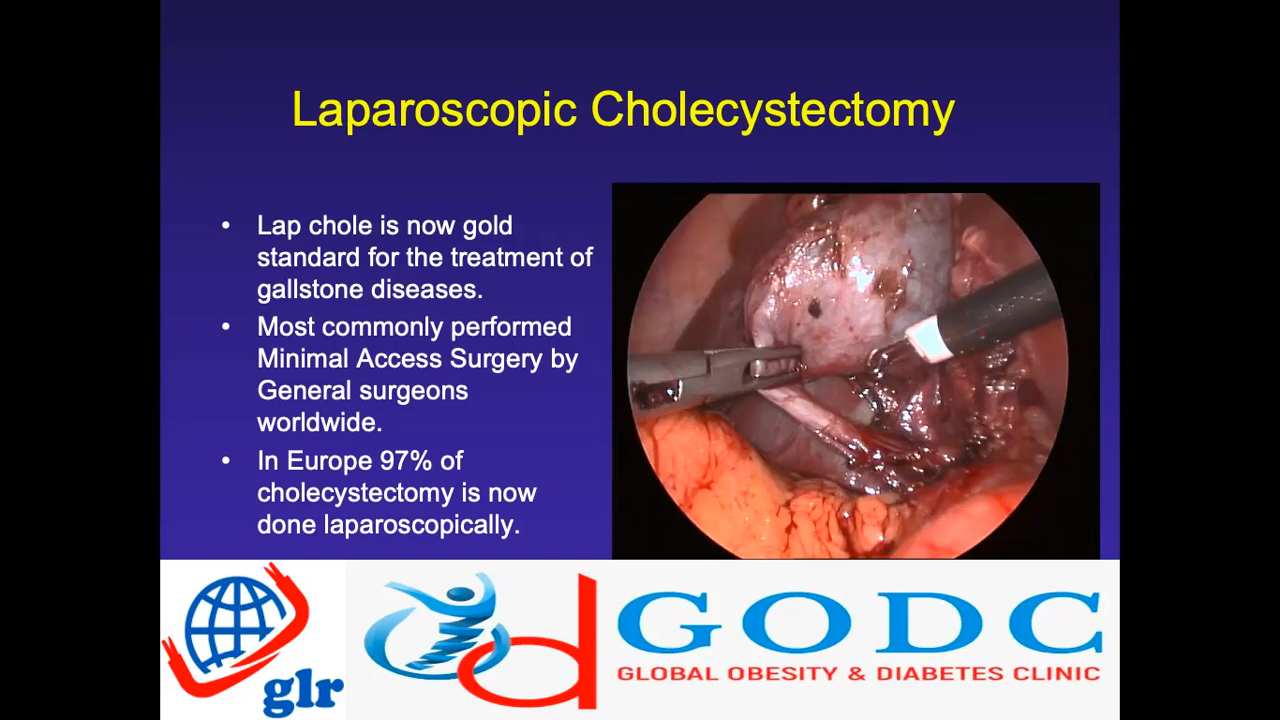 Laparoscopic Cholecystectomy
• Lap chole is now gold
standard for the treatment of
gallstone diseases.
• Most commonly performed
Minimal Access Surgery by
General surgeons
worldwide.
• In Europe 97% of
cholecystectomy is now
done laparoscopically.
glr
d
GODC
GLOBAL OBESITY & DIABETES CLINIC